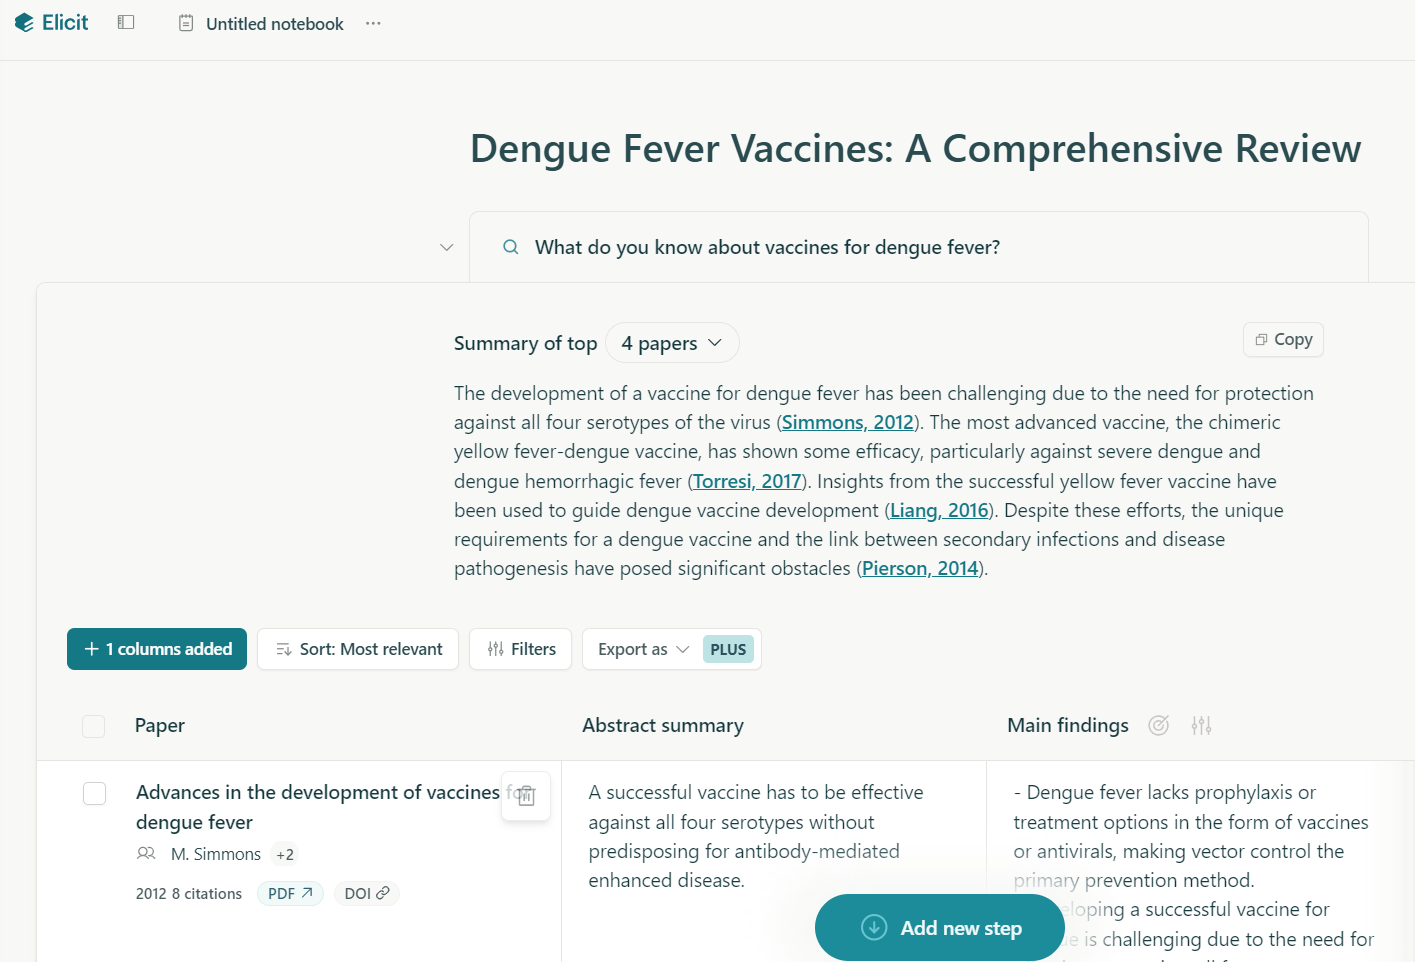 Elicit
Untitled notebook
Dengue Fever Vaccines: A Comprehensive Review
What do you know about vaccines for dengue fever?
Summary of top 4 papers
Copy
The development of a vaccine for dengue fever has been challenging due to the need for protection
against all four serotypes of the virus (Simmons, 2012). The most advanced vaccine, the chimeric
yellow fever-dengue vaccine, has shown some efficacy, particularly against severe dengue and
dengue hemorrhagic fever (Torresi, 2017). Insights from the successful yellow fever vaccine have
been used to guide dengue vaccine development (Liang, 2016). Despite these efforts, the unique
requirements for a dengue vaccine and the link between secondary infections and disease
pathogenesis have posed significant obstacles (Pierson, 2014).
+ 1 columns added
Sort: Most relevant
Filters
Export as PLUS
Paper
Abstract summary
Main findings
Advances in the development of vaccines for
dengue fever
M. Simmons +2
2012 8 citations PDF DOI
A successful vaccine has to be effective
against all four serotypes without
predisposing for antibody-mediated
enhanced disease.
- Dengue fever lacks prophylaxis or
treatment options in the form of vaccines
or antivirals, making vector control the
primary prevention method.
a successful vaccine for
is challenging due to the need for
Add new step